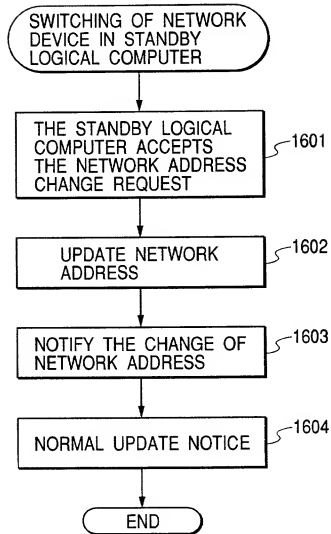 SWITCHING OF NETWORK
DEVICE IN STANDBY
LOGICAL COMPUTER
THE STANDBY LOGICAL
COMPUTER ACCEPTS
THE NETWORK ADDRESS
CHANGE REQUEST
1601
UPDATE NETWORK
ADDRESS
1602
NOTIFY THE CHANGE OF
NETWORK ADDRESS
1603
NORMAL UPDATE NOTICE
1604
END